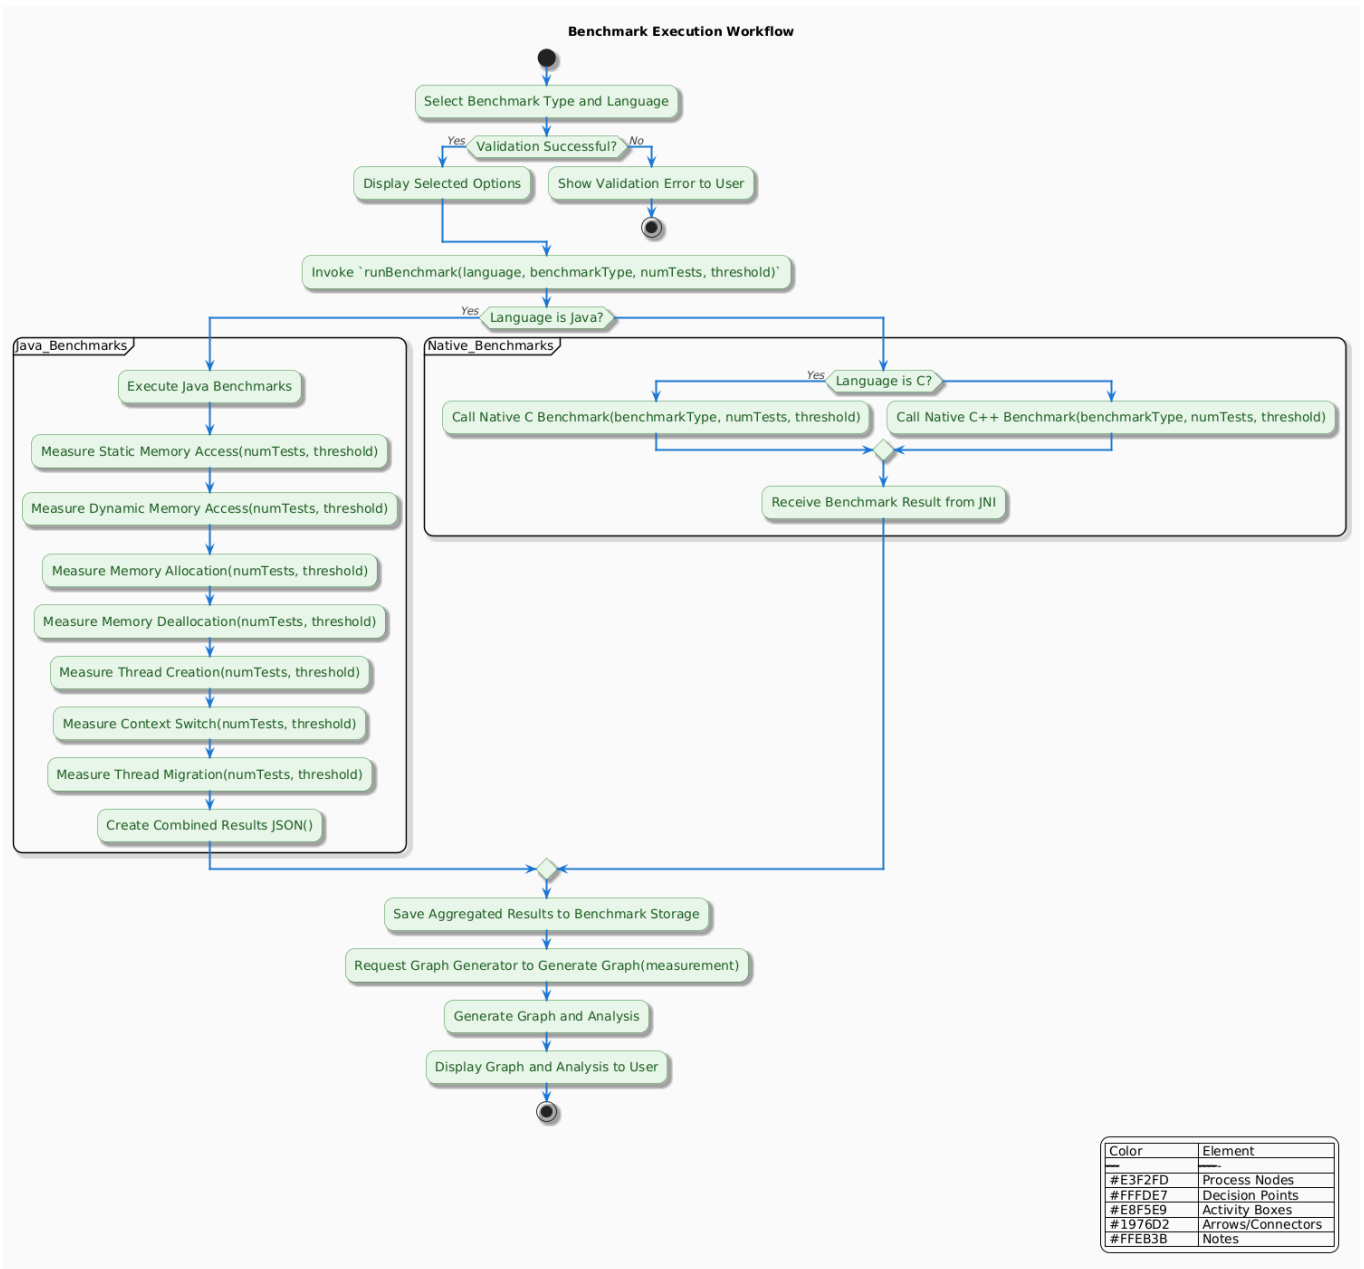 Benchmark Execution Workflow
Select Benchmark Type and Language
Yes
Validation Successful?
No
Display Selected Options
Show Validation Error to User
Invoke `runBenchmark(language, benchmarkType, numTests, threshold)`
Yes
Language is Java?
Java_Benchmarks
Execute Java Benchmarks
Measure Static Memory Access(numTests, threshold)
Measure Dynamic Memory Access(numTests, threshold)
Measure Memory Allocation(numTests, threshold)
Measure Memory Deallocation(numTests, threshold)
Measure Thread Creation(numTests, threshold)
Measure Context Switch(numTests, threshold)
Measure Thread Migration(numTests, threshold)
Create Combined Results JSON()
Native_Benchmarks
Yes
Language is C?
Call Native C Benchmark(benchmarkType, numTests, threshold)
Call Native C++ Benchmark(benchmarkType, numTests, threshold)
Receive Benchmark Result from JNI
Save Aggregated Results to Benchmark Storage
Request Graph Generator to Generate Graph(measurement)
Generate Graph and Analysis
Display Graph and Analysis to User
Color Element
#E3F2FD Process Nodes
#FFFDE7 Decision Points
#E8F5E9 Activity Boxes
#1976D2 Arrows/Connectors
#FFEB3B Notes